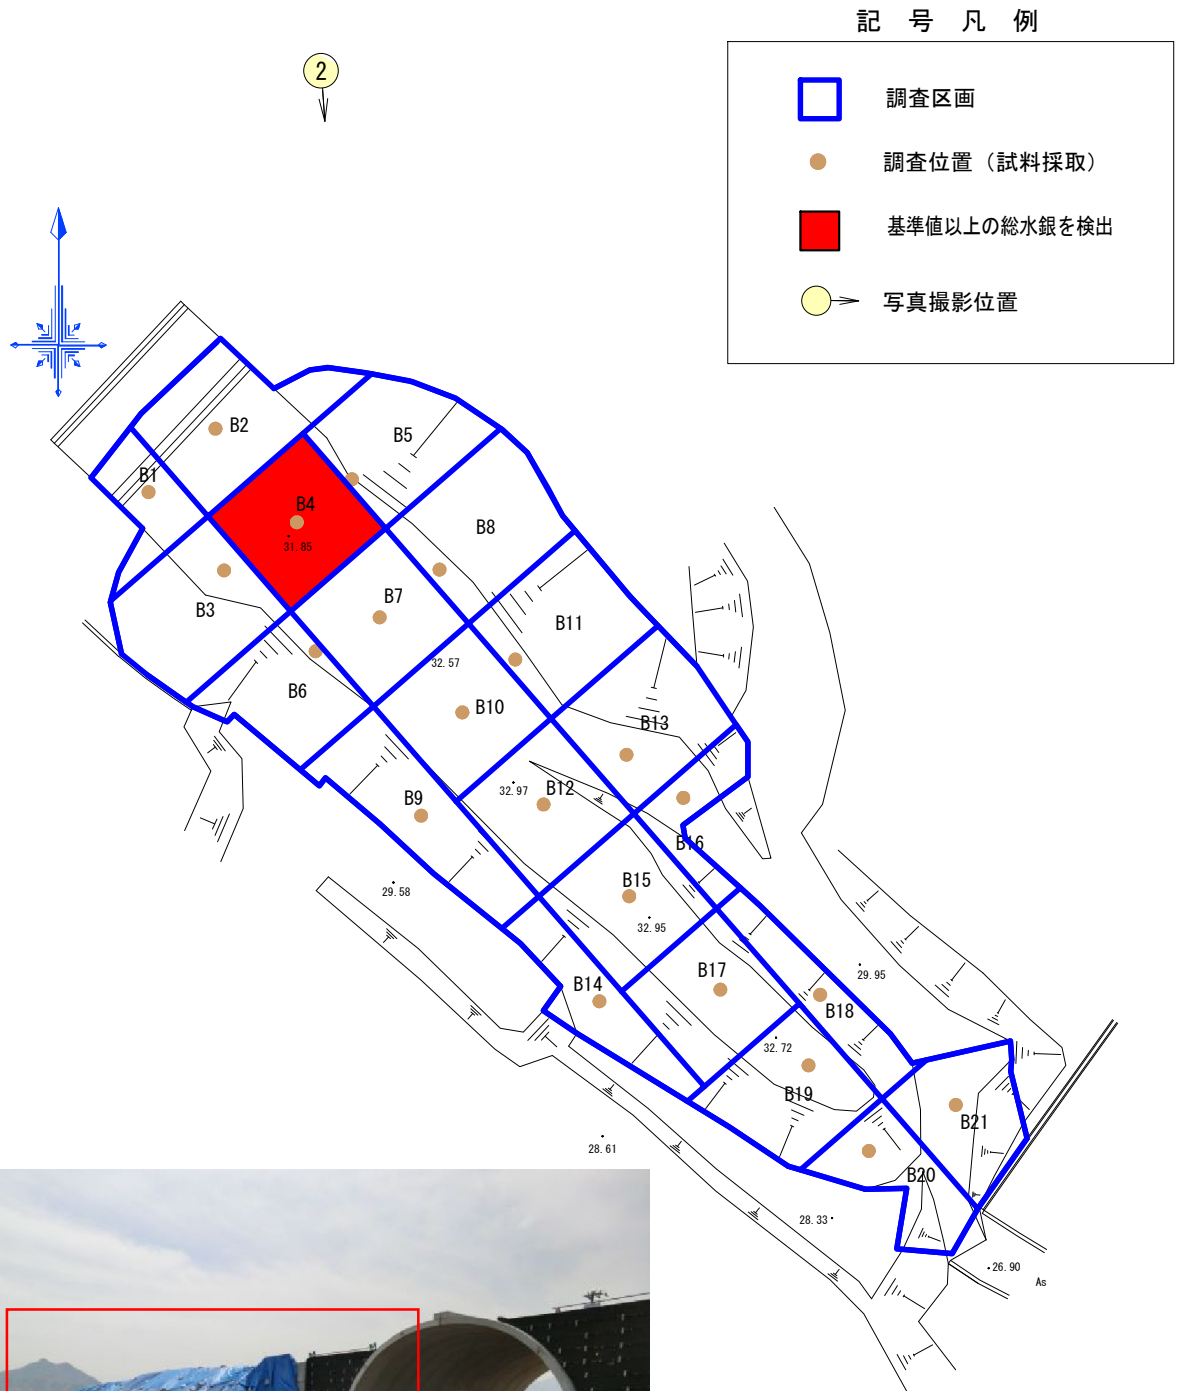 記 号 凡 例
2
調査区画
調査位置（試料採取）
基準値以上の総水銀を検出
写真撮影位置
B2
B5
B1
B4
31.85
B8
B7
B11
B3
32.57
B6
B10
B13
32.97
B12
B9
B16
B15
29.58
32.95
29.95
B17
B14
B18
32.72
B19
B21
28.61
B20
28.33
26.90
As